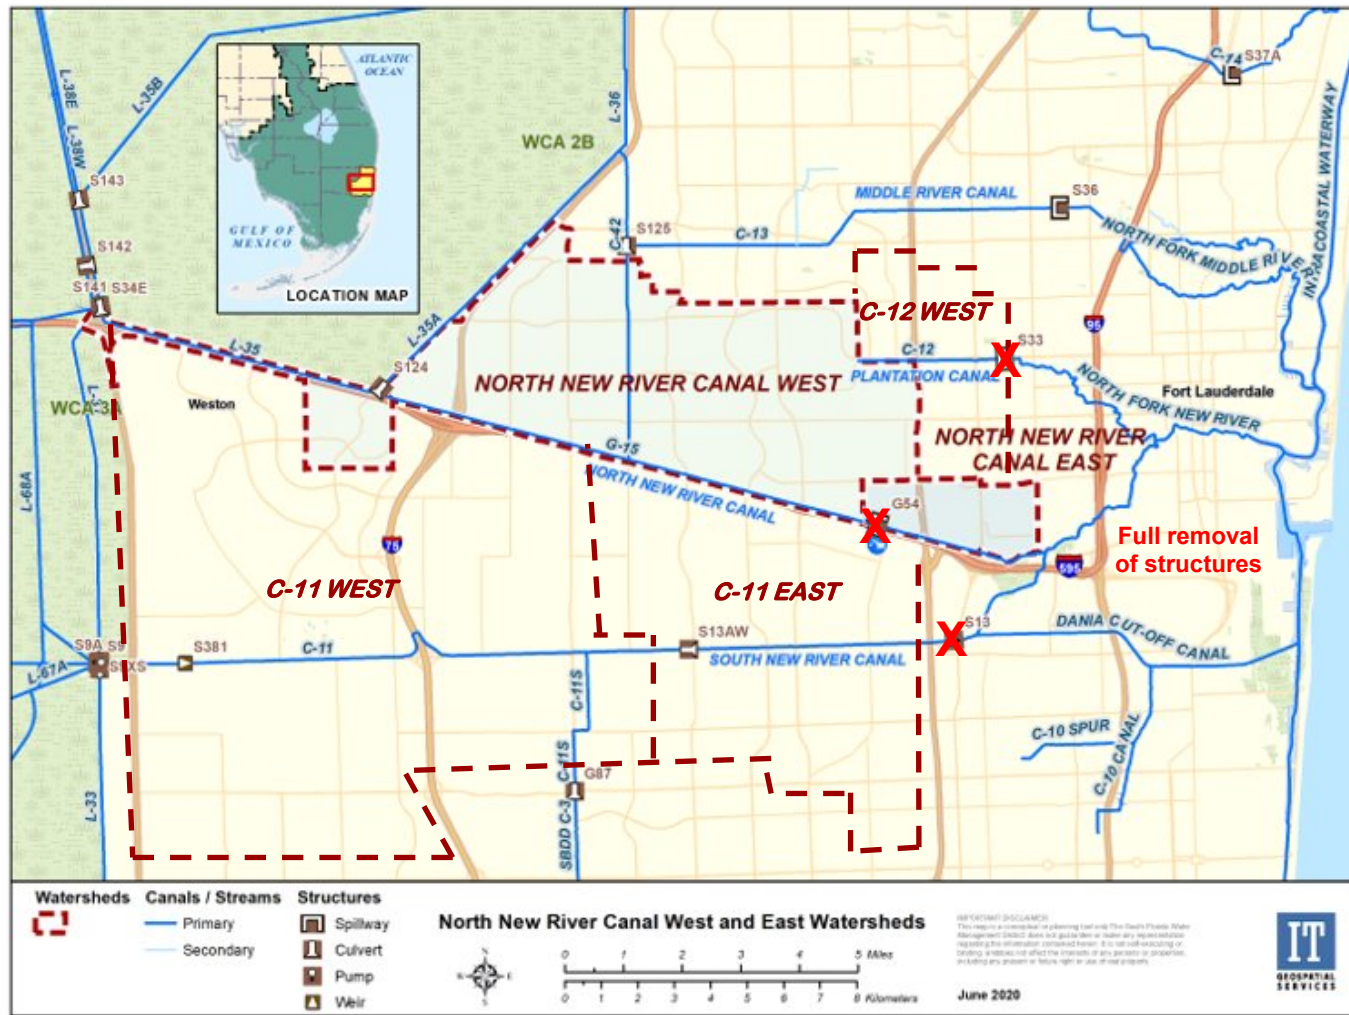 ATLANTIC
OCEAN
GULF OF
MEXICO
LOCATION MAP
L-38E
L-38W
L-35B
L-36
WCA 2B
C-14
S37A
INTRACOASTAL WATERWAY
S143
S142
S141
S34E
MIDDLE RIVER CANAL
S36
C-42
S125
C-13
NORTH FORK MIDDLE RIVER
C-12 WEST
95
L-35A
L-35
S124
S33
C-12
PLANTATION CANAL
NORTH NEW RIVER CANAL WEST
X
NORTH FORK NEW RIVER
Fort Lauderdale
WCA 3A
Weston
NORTH NEW RIVER
CANAL EAST
G-15
NORTH NEW RIVER CANAL
L-68A
G54
X
75
595
Full removal
of structures
C-11 WEST
C-11 EAST
S9A
S9
S9XS
S381
C-11
S13AW
SOUTH NEW RIVER CANAL
S13
X
DANIA CUT-OFF CANAL
L-67A
C-11S
C-11S
C-10 SPUR
C-10 CANAL
G87
SBDD C-3
L-33
Watersheds
Canals / Streams
Primary
Secondary
Structures
Spillway
Culvert
Pump
Weir
North New River Canal West and East Watersheds
N
E
S
W
0 1 2 3 4 5 Miles
0 1 2 3 4 5 6 7 8 Kilometers
IMPORTANT DISCLAIMER:
June 2020
IT
GEOSPATIAL
SERVICES